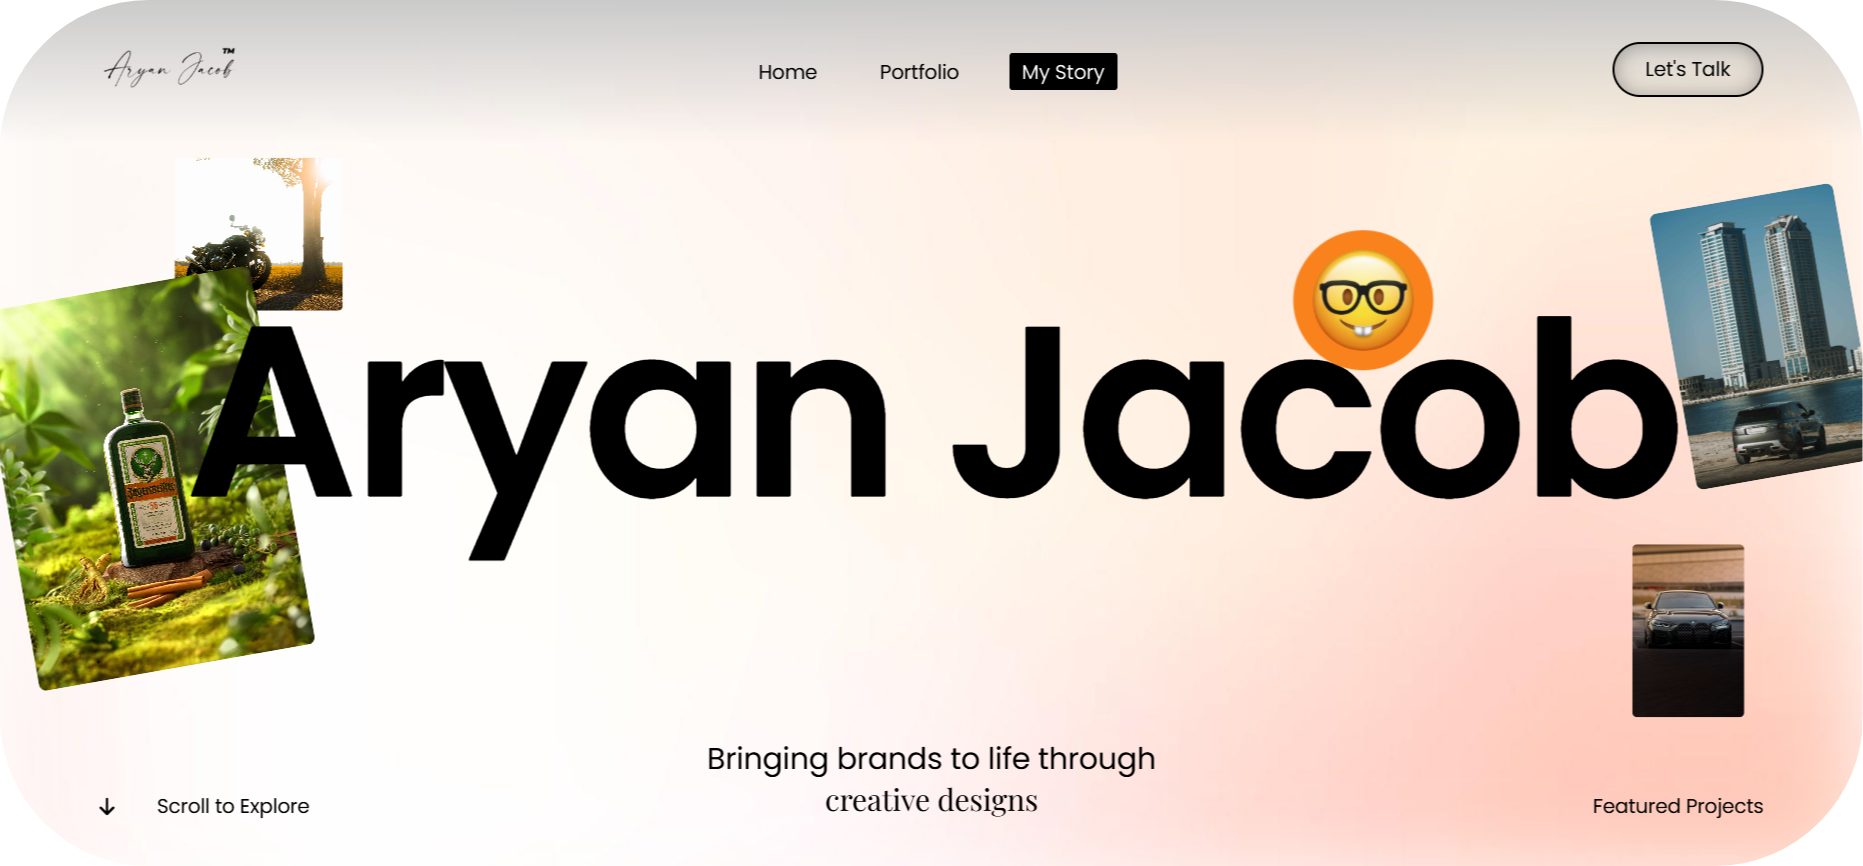 Aryan Jacob™
Home Portfolio My Story
Let's Talk
Aryan Jacob
Bringing brands to life through
creative designs
Scroll to Explore
Featured Projects